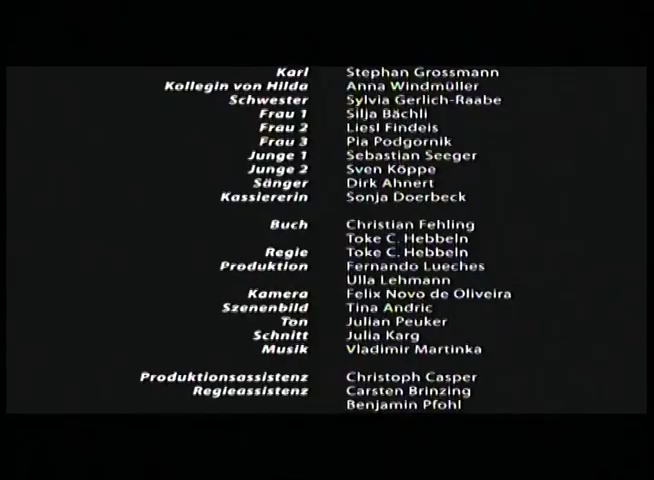 Karl Stephan Grossmann
Kollegin von Hilda Anna Windmüller
Schwester Sylvia Gerlich-Raabe
Frau 1 Silja Bächli
Frau 2 Liesl Findeis
Frau 3 Pia Podgornik
Junge 1 Sebastian Seeger
Junge 2 Sven Köppe
Sänger Dirk Ahnert
Kassiererin Sonja Doerbeck
Buch Christian Fehling
Toke C. Hebbeln
Regie Toke C. Hebbeln
Produktion Fernando Lueches
Ulla Lehmann
Kamera Felix Novo de Oliveira
Szenenbild Tina Andric
Ton Julian Peuker
Schnitt Julia Karg
Musik Vladimir Martinka
Produktionsassistenz Christoph Casper
Regieassistenz Carsten Brinzing
Benjamin Pfohl